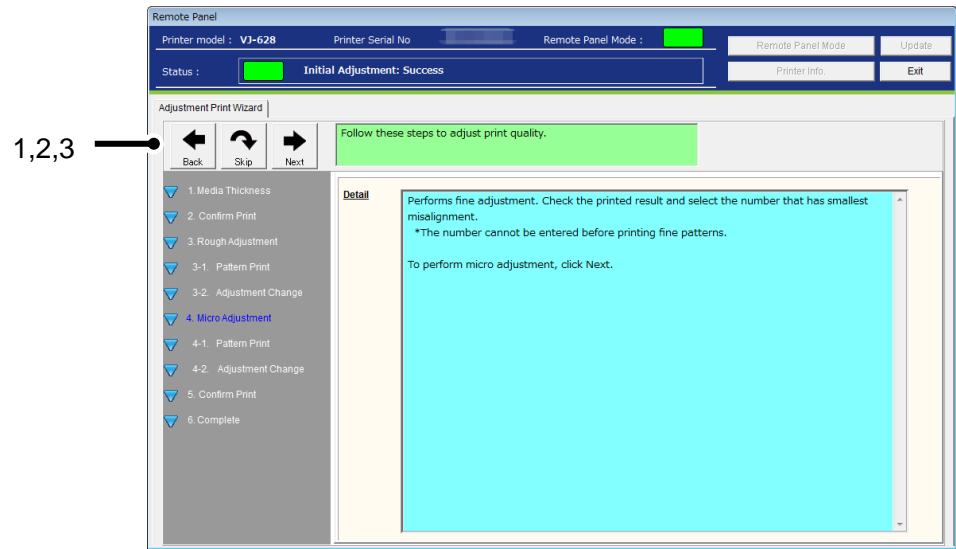 Remote Panel
Printer model : VJ-628 Printer Serial No Remote Panel Mode :
Remote Panel Mode Update
Status : Initial Adjustment: Success
Printer Info. Exit
Adjustment Print Wizard
1,2,3
Back Skip Next
Follow these steps to adjust print quality.
1. Media Thickness
2. Confirm Print
3. Rough Adjustment
3-1. Pattern Print
3-2. Adjustment Change
4. Micro Adjustment
4-1. Pattern Print
4-2. Adjustment Change
5. Confirm Print
6. Complete
Detail
Performs fine adjustment. Check the printed result and select the number that has smallest
misalignment.
*The number cannot be entered before printing fine patterns.
To perform micro adjustment, click Next.